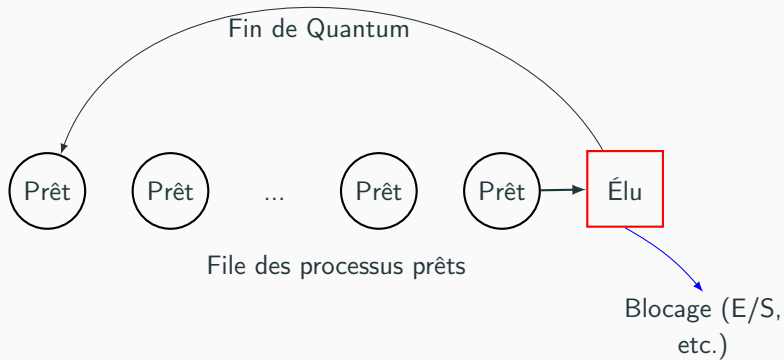 Fin de Quantum
Prêt
Prêt
...
Prêt
Prêt
Élu
File des processus prêts
Blocage (E/S,
etc.)